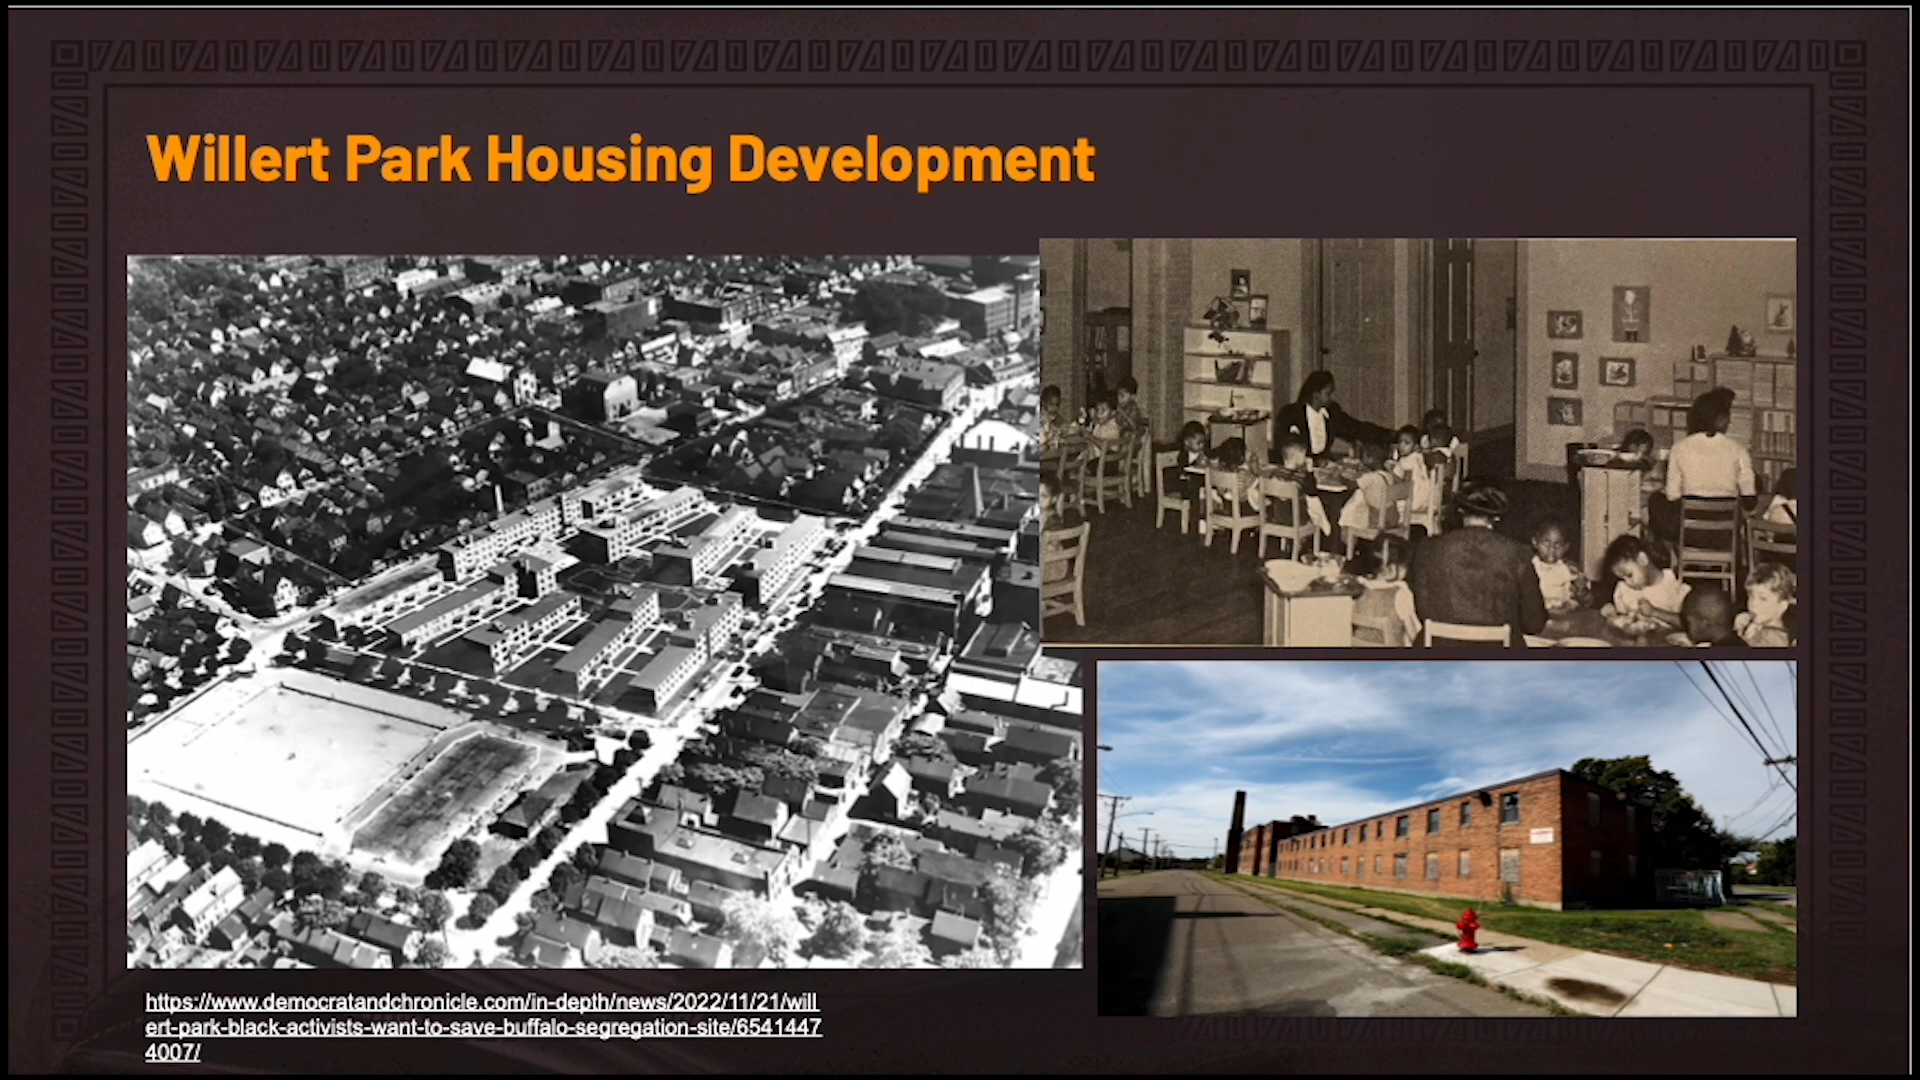 Willert Park Housing Development
https://www.democratandchronicle.com/in-depth/news/2022/11/21/will
ert-park-black-activists-want-to-save-buffalo-segregation-site/6541447
4007/